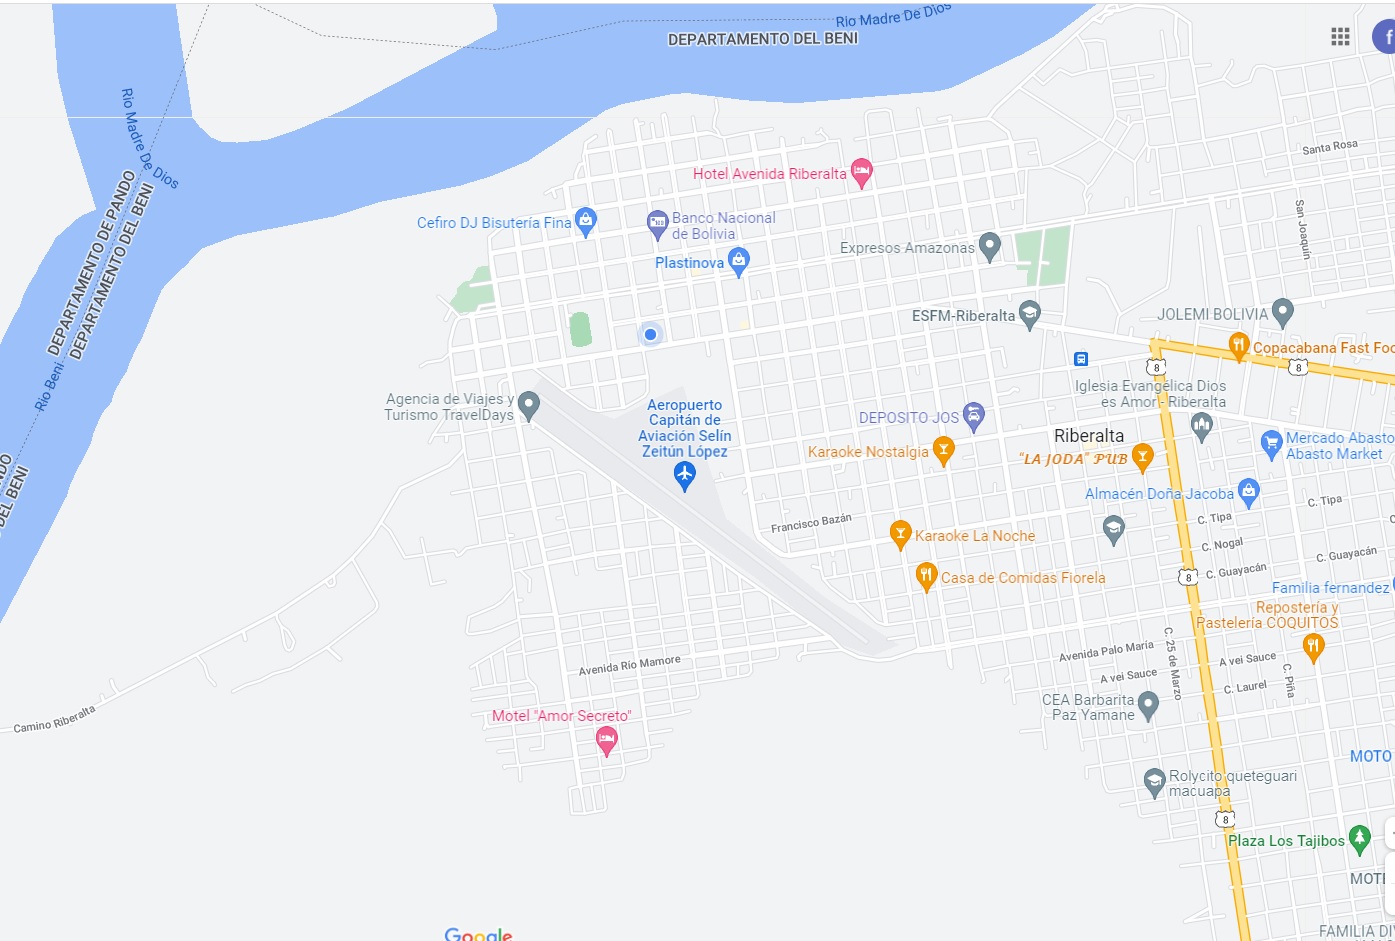 Rio Madre De Dios
DEPARTAMENTO DEL BENI
f
Rio Madre De Dios
DEPARTAMENTO DE PANDO
DEPARTAMENTO DEL BENI
Santa Rosa
Hotel Avenida Riberalta
San Joaquín
Cefiro DJ Bisutería Fina
Banco Nacional
de Bolivia
Expresos Amazonas
Plastinova
ESFM-Riberalta
JOLEMI BOLIVIA
Copacabana Fast Foo
8
8
Rio Beni
Agencia de Viajes y
Turismo TravelDays
Aeropuerto
Capitán de
Aviación Selín
Zeitún López
Iglesia Evangélica Dios
es Amor - Riberalta
DEPOSITO JOS
Riberalta
Mercado Abasto
Abasto Market
Karaoke Nostalgia
"LA JODA" PUB
NDO
DEL BENI
Almacén Doña Jacoba
C. Tipa
C. Tipa
Francisco Bazán
Karaoke La Noche
C. Nogal
C. Guayacán
C. Guayacán
8
Casa de Comidas Fiorela
Familia fernandez
Repostería y
Pastelería COQUITOS
Avenida Palo María
C. 25 de Marzo
A vei Sauce
A vei Sauce
C. Laurel
C. Piña
Avenida Río Mamore
CEA Barbarita
Paz Yamane
Camino Riberalta
Motel "Amor Secreto"
MOTO
Rolycito queteguari
macuapa
8
Plaza Los Tajibos
MOTE
FAMILIA DI
Google